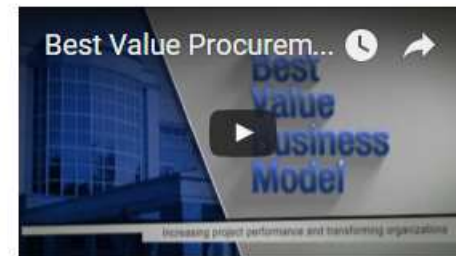 Best Value Procurem...
Best
Value
Business
Model
Increasing project performance and transforming organizations